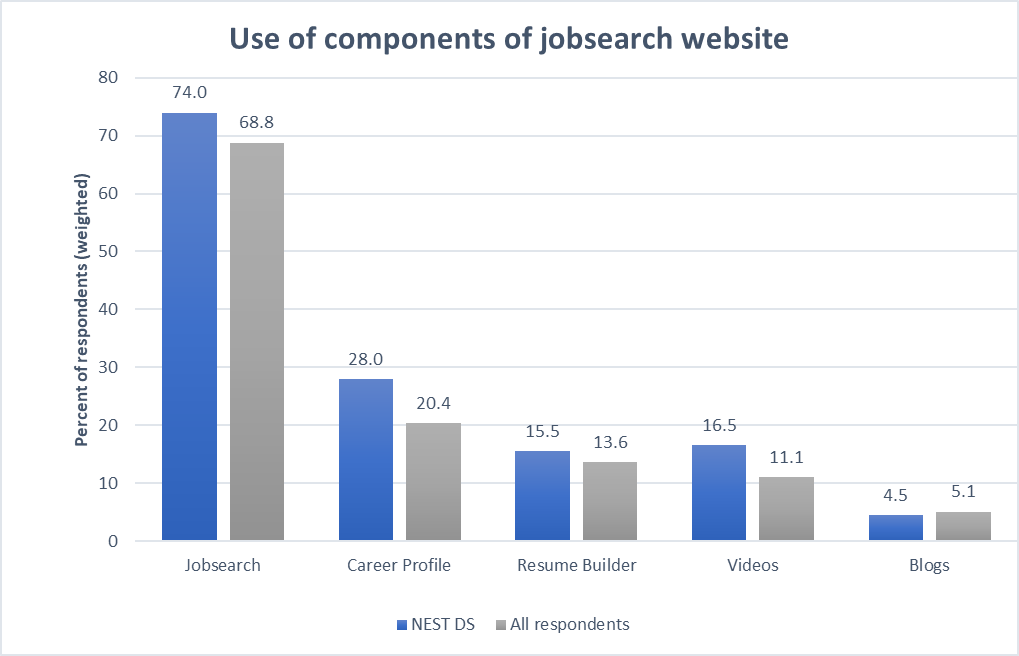 Use of components of jobsearch website
Percent of respondents (weighted)
80
70
60
50
40
30
20
10
0
74.0
68.8
28.0
20.4
15.5
13.6
16.5
11.1
4.5
5.1
Jobsearch
Career Profile
Resume Builder
Videos
Blogs
NEST DS
All respondents